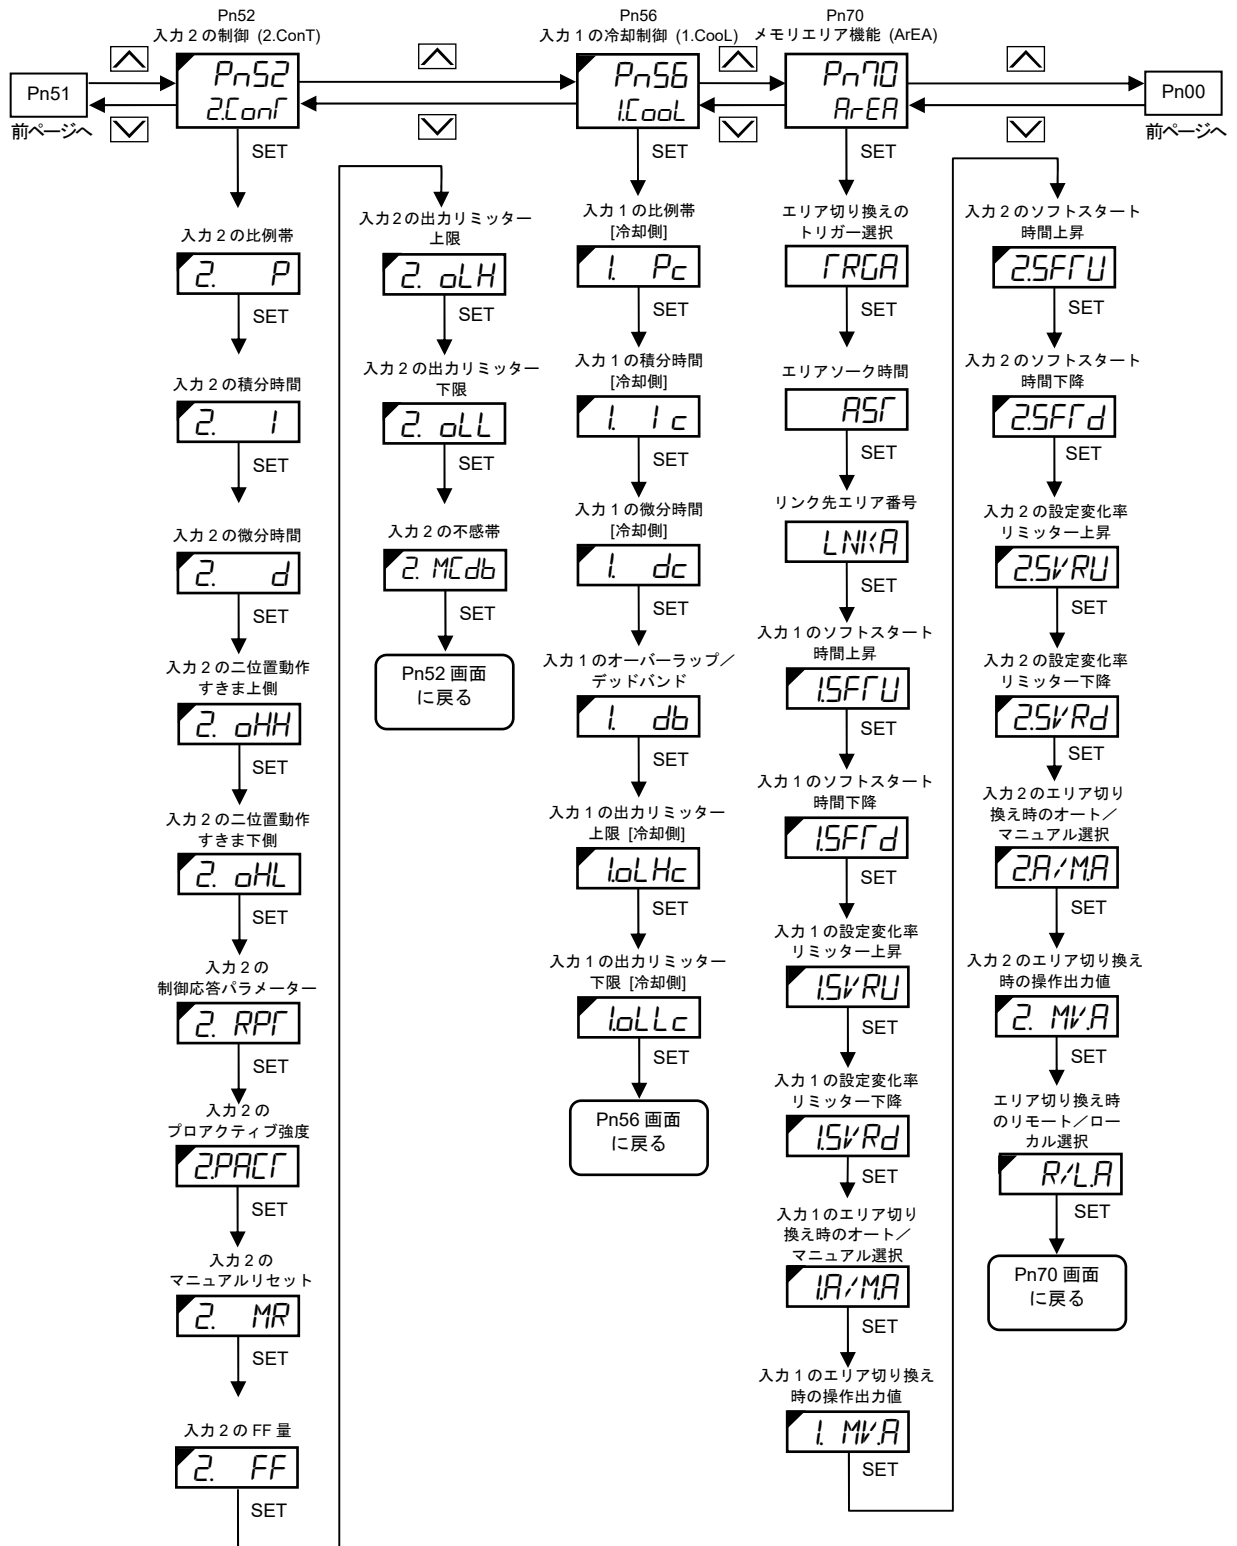 Pn52
入力２の制御 (2.ConT)
Pn56
入力１の冷却制御 (1.CooL)
Pn70
メモリエリア機能 (ArEA)
Pn51
前ページへ
Pn52
2.ConT
Pn56
1.CooL
Pn70
ArEA
Pn00
前ページへ
SET
SET
SET
入力２の比例帯
2. P
SET
入力２の積分時間
2. I
SET
入力２の微分時間
2. d
SET
入力２の二位置動作
すきま上側
2. oHH
SET
入力２の二位置動作
すきま下側
2. oHL
SET
入力２の
制御応答パラメーター
2. RPT
SET
入力２の
プロアクティブ強度
2.PACT
SET
入力２の
マニュアルリセット
2. MR
SET
入力２の FF 量
2. FF
SET
入力２の出力リミッター
上限
2. oLH
SET
入力２の出力リミッター
下限
2. oLL
SET
入力２の不感帯
2. MCdb
SET
Pn52 画面
に戻る
入力１の比例帯
[冷却側]
1. Pc
SET
入力１の積分時間
[冷却側]
1. Ic
SET
入力１の微分時間
[冷却側]
1. dc
SET
入力１のオーバーラップ／
デッドバンド
1. db
SET
入力１の出力リミッター
上限 [冷却側]
1.oLHc
SET
入力１の出力リミッター
下限 [冷却側]
1.oLLc
SET
Pn56 画面
に戻る
エリア切り換えの
トリガー選択
TRGA
SET
エリアソーク時間
AST
SET
リンク先エリア番号
LNKA
SET
入力１のソフトスタート
時間上昇
1.SFTU
SET
入力１のソフトスタート
時間下降
1.SFTd
SET
入力１の設定変化率
リミッター上昇
1.SVRU
SET
入力１の設定変化率
リミッター下降
1.SVRd
SET
入力１のエリア切り
換え時のオート／
マニュアル選択
1.A/M.A
SET
入力１のエリア切り換え
時の操作出力値
1. MV.A
SET
入力２のソフトスタート
時間上昇
2.SFTU
SET
入力２のソフトスタート
時間下降
2.SFTd
SET
入力２の設定変化率
リミッター上昇
2.SVRU
SET
入力２の設定変化率
リミッター下降
2.SVRd
SET
入力２のエリア切り
換え時のオート／
マニュアル選択
2.A/M.A
SET
入力２のエリア切り換え
時の操作出力値
2. MV.A
SET
エリア切り換え時
のリモート／ロー
カル選択
R/L.A
SET
Pn70 画面
に戻る